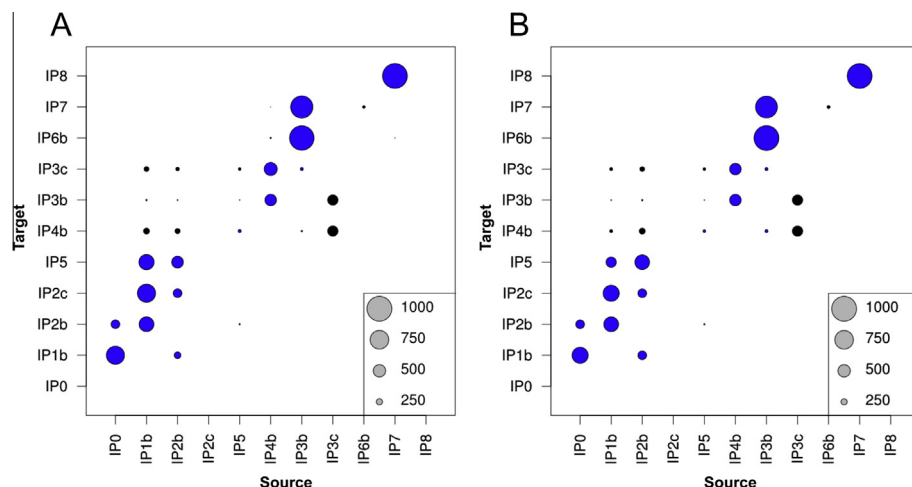 A
Target
IP8
IP7
IP6b
IP3c
IP3b
IP4b
IP5
IP2c
IP2b
IP1b
IP0
1000
750
500
250
IP0 IP1b IP2b IP2c IP5 IP4b IP3b IP3c IP6b IP7 IP8
Source
B
Target
IP8
IP7
IP6b
IP3c
IP3b
IP4b
IP5
IP2c
IP2b
IP1b
IP0
1000
750
500
250
IP0 IP1b IP2b IP2c IP5 IP4b IP3b IP3c IP6b IP7 IP8
Source